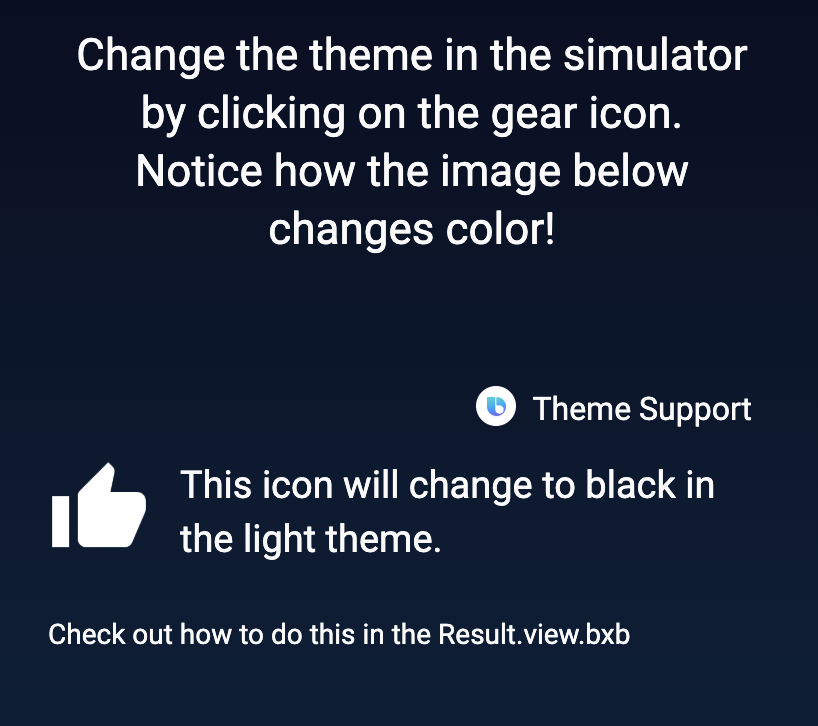 Change the theme in the simulator
by clicking on the gear icon.
Notice how the image below
changes color!
Theme Support
This icon will change to black in
the light theme.
Check out how to do this in the Result.view.bxb